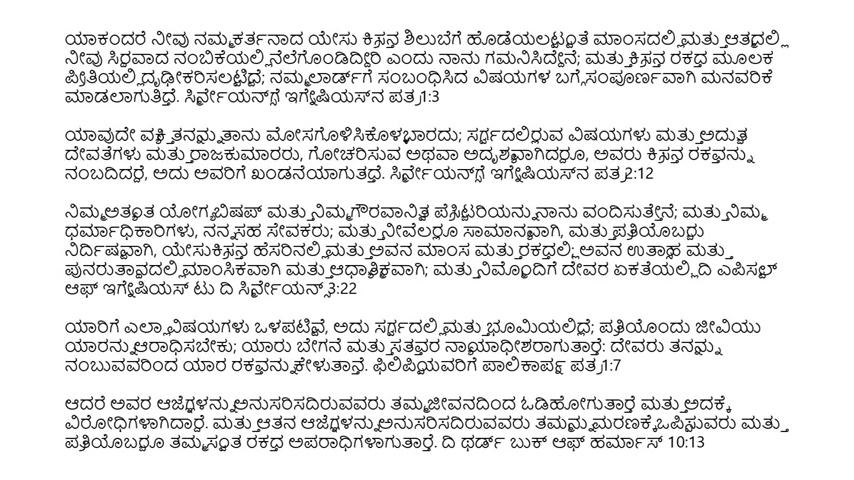 ಯಾಕಂದರೆ ನೀವು ನಮ್ಮ ಕರ್ತನಾದ ಯೇಸು ಕ್ರಿಸ್ತನ ಶಿಲುಬೆಗೆ ಹೊಡೆಯಲ್ಪಟ್ಟಂತೆ ಮಾಂಸದಲ್ಲಿ ಮತ್ತು ಆತ್ಮದಲ್ಲಿ
ನೀವು ಸ್ಥಿರವಾದ ನಂಬಿಕೆಯಲ್ಲಿ ನೆಲೆಗೊಂಡಿದ್ದೀರಿ ಎಂದು ನಾನು ಗಮನಿಸಿದ್ದೇನೆ; ಮತ್ತು ಕ್ರಿಸ್ತನ ರಕ್ತದ ಮೂಲಕ
ಪ್ರೀತಿಯಲ್ಲಿ ದೃಢೀಕರಿಸಲ್ಪಟ್ಟಿದೆ; ನಮ್ಮ ಲಾರ್ಡ್‌ಗೆ ಸಂಬಂಧಿಸಿದ ವಿಷಯಗಳ ಬಗ್ಗೆ ಸಂಪೂರ್ಣವಾಗಿ ಮನವರಿಕೆ
ಮಾಡಲಾಗುತ್ತಿದೆ. ಸ್ಮಿರ್ನೇಯನ್ಸ್‌ಗೆ ಇಗ್ನೇಷಿಯಸ್‌ನ ಪತ್ರ 1:3
ಯಾವುದೇ ವ್ಯಕ್ತಿ ತನ್ನನ್ನು ತಾನು ಮೋಸಗೊಳಿಸಿಕೊಳ್ಳಬಾರದು; ಸ್ವರ್ಗದಲ್ಲಿರುವ ವಿಷಯಗಳು ಮತ್ತು ಅದ್ಭುತ
ದೇವತೆಗಳು ಮತ್ತು ರಾಜಕುಮಾರರು, ಗೋಚರಿಸುವ ಅಥವಾ ಅದೃಶ್ಯವಾಗಿದ್ದರೂ, ಅವರು ಕ್ರಿಸ್ತನ ರಕ್ತವನ್ನು
ನಂಬದಿದ್ದರೆ, ಅದು ಅವರಿಗೆ ಖಂಡನೆಯಾಗುತ್ತದೆ. ಸ್ಮಿರ್ನೇಯನ್ಸ್‌ಗೆ ಇಗ್ನೇಷಿಯಸ್‌ನ ಪತ್ರ 2:12
ನಿಮ್ಮ ಅತ್ಯಂತ ಯೋಗ್ಯ ಬಿಷಪ್ ಮತ್ತು ನಿಮ್ಮ ಗೌರವಾನ್ವಿತ ಪ್ರೆಸ್ಬಿಟರಿಯನ್ನು ನಾನು ವಂದಿಸುತ್ತೇನೆ; ಮತ್ತು ನಿಮ್ಮ
ಧರ್ಮಾಧಿಕಾರಿಗಳು, ನನ್ನ ಸಹ ಸೇವಕರು; ಮತ್ತು ನೀವೆಲ್ಲರೂ ಸಾಮಾನ್ಯವಾಗಿ, ಮತ್ತು ಪ್ರತಿಯೊಬ್ಬರು
ನಿರ್ದಿಷ್ಟವಾಗಿ, ಯೇಸುಕ್ರಿಸ್ತನ ಹೆಸರಿನಲ್ಲಿ ಮತ್ತು ಅವನ ಮಾಂಸ ಮತ್ತು ರಕ್ತದಲ್ಲಿ; ಅವನ ಉತ್ಸಾಹ ಮತ್ತು
ಪುನರುತ್ಥಾನದಲ್ಲಿ ಮಾಂಸಿಕವಾಗಿ ಮತ್ತು ಆಧ್ಯಾತ್ಮಿಕವಾಗಿ; ಮತ್ತು ನಿಮ್ಮೊಂದಿಗೆ ದೇವರ ಏಕತೆಯಲ್ಲಿ. ದಿ ಎಪಿಸಲ್
ಆಫ್ ಇಗ್ನೇಷಿಯಸ್ ಟು ದಿ ಸ್ಮಿರ್ನೇಯನ್ಸ್ 3:22
ಯಾರಿಗೆ ಎಲ್ಲಾ ವಿಷಯಗಳು ಒಳಪಟ್ಟಿವೆ, ಅದು ಸ್ವರ್ಗದಲ್ಲಿ ಮತ್ತು ಭೂಮಿಯಲ್ಲಿದೆ; ಪ್ರತಿಯೊಂದು ಜೀವಿಯು
ಯಾರನ್ನು ಆರಾಧಿಸಬೇಕು; ಯಾರು ಬೇಗನೆ ಮತ್ತು ಸತ್ತವರ ನ್ಯಾಯಾಧೀಶರಾಗುತ್ತಾರೆ: ದೇವರು ತನ್ನನ್ನು
ನಂಬುವವರಿಂದ ಯಾರ ರಕ್ತವನ್ನು ಕೇಳುತ್ತಾನೆ. ಫಿಲಿಪ್ಪಿಯವರಿಗೆ ಪಾಲಿಕಾರ್ಪ್ನ ಪತ್ರ 1:7
ಆದರೆ ಅವರ ಆಜ್ಞೆಗಳನ್ನು ಅನುಸರಿಸದಿರುವವರು ತಮ್ಮ ಜೀವನದಿಂದ ಓಡಿಹೋಗುತ್ತಾರೆ ಮತ್ತು ಅದಕ್ಕೆ
ವಿರೋಧಿಗಳಾಗಿದ್ದಾರೆ. ಮತ್ತು ಆತನ ಆಜ್ಞೆಗಳನ್ನು ಅನುಸರಿಸದಿರುವವರು ತಮ್ಮನ್ನು ಮರಣಕ್ಕೆ ಒಪ್ಪಿಸುವರು ಮತ್ತು
ಪ್ರತಿಯೊಬ್ಬರೂ ತಮ್ಮ ಸ್ವಂತ ರಕ್ತದ ಅಪರಾಧಿಗಳಾಗುತ್ತಾರೆ. ದಿ ಥರ್ಡ್ ಬುಕ್ ಆಫ್ ಹರ್ಮಾಸ್ 10:13